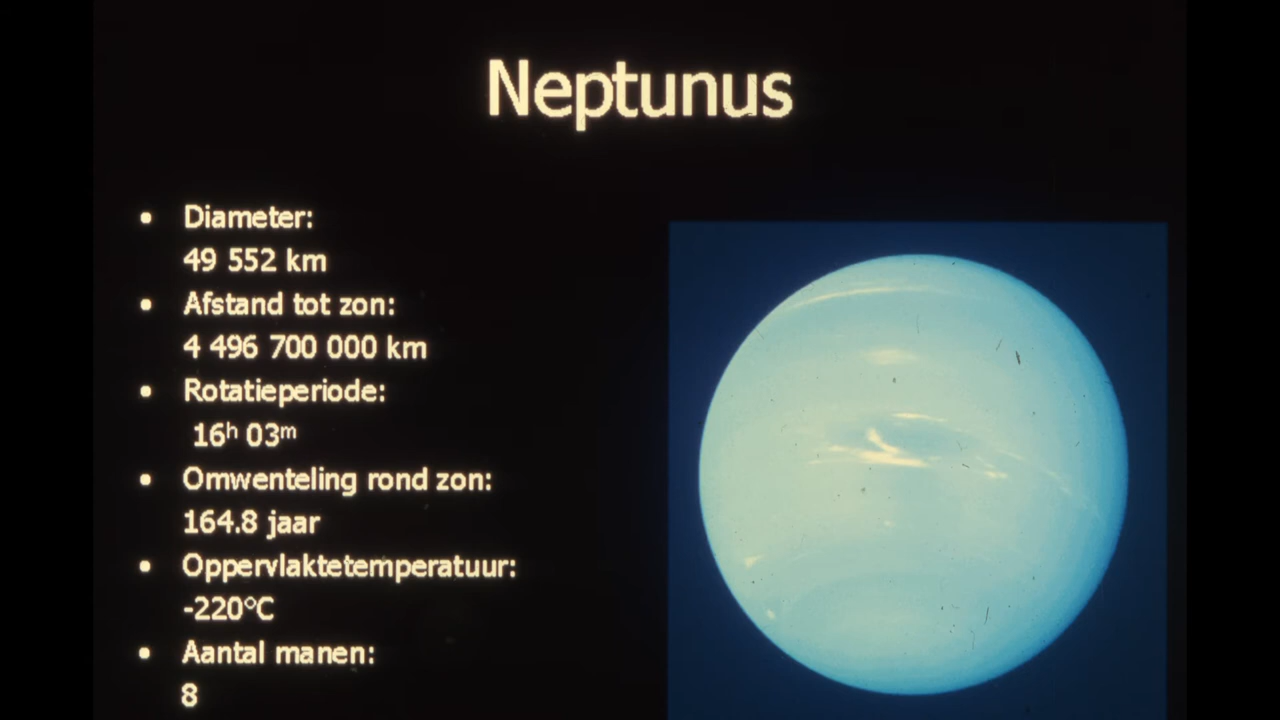 Neptunus
• Diameter:
49 552 km
• Afstand tot zon:
4 496 700 000 km
• Rotatieperiode:
16ʰ 03ᵐ
• Omwenteling rond zon:
164.8 jaar
• Oppervlaktetemperatuur:
-220°C
• Aantal manen:
8